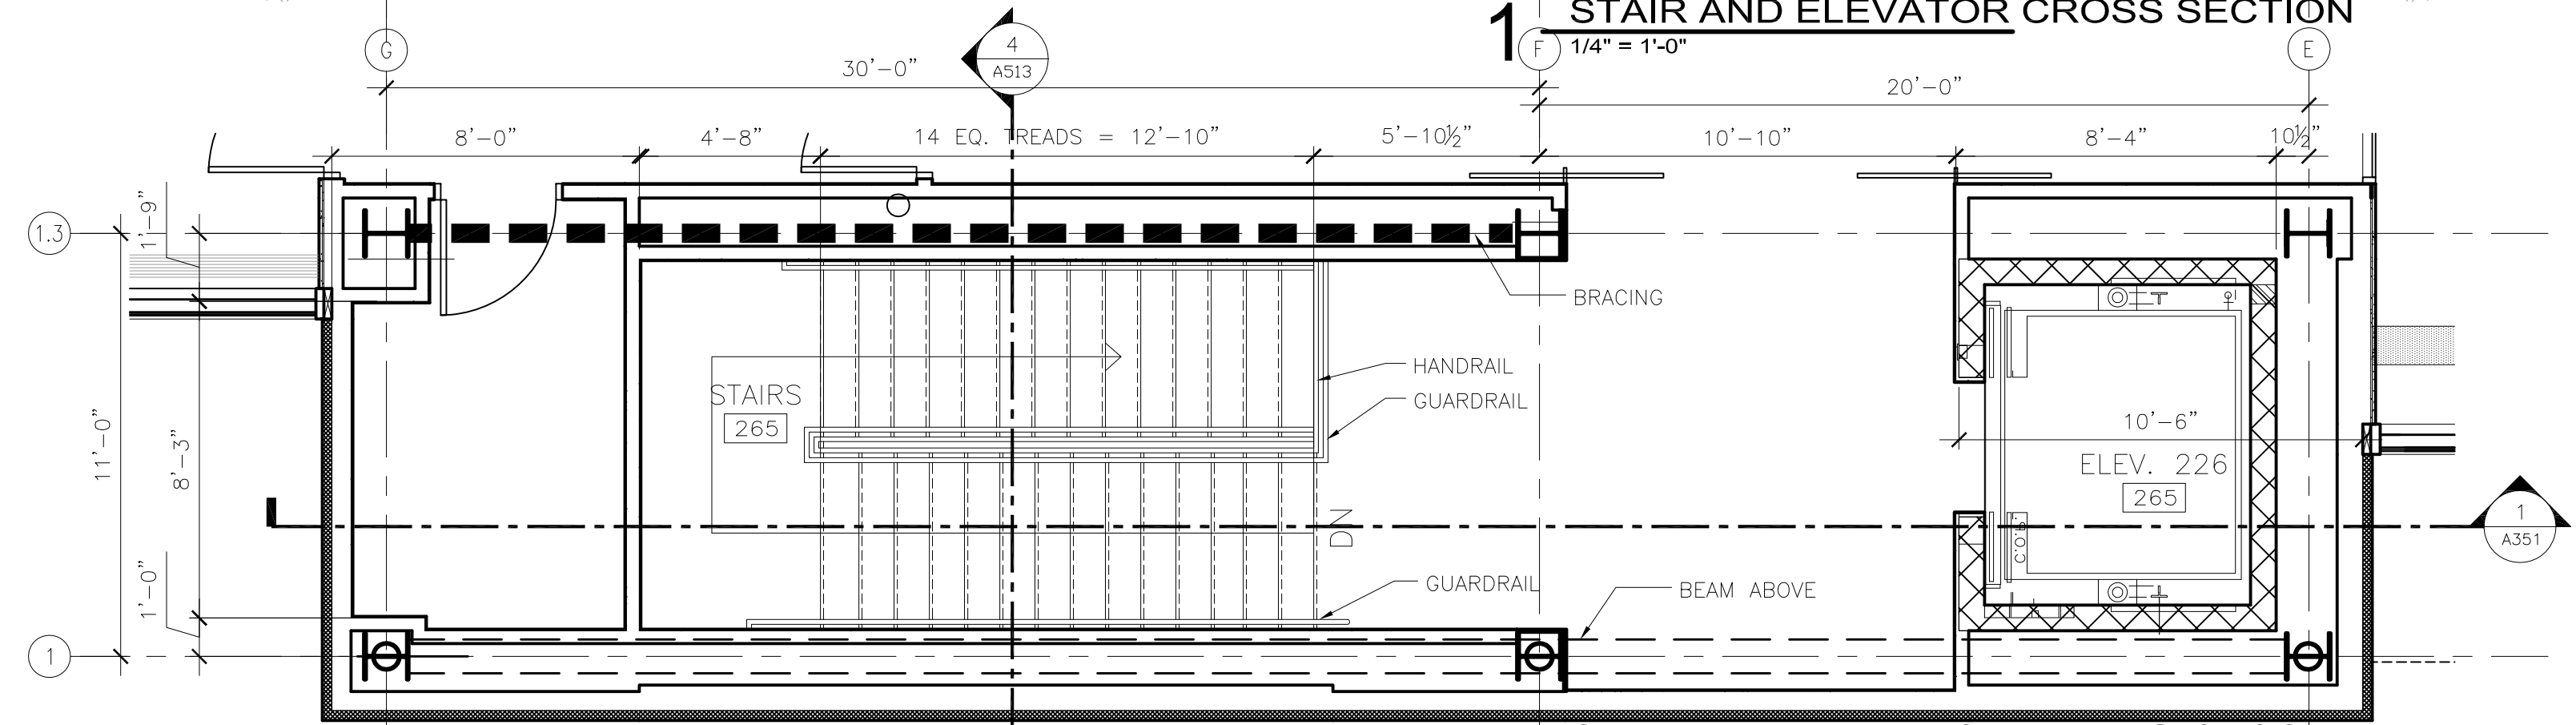 1 STAIR AND ELEVATOR CROSS SECTION
1/4" = 1'-0"
G
4
A513
F
E
30'-0"
20'-0"
8'-0"
4'-8"
14 EQ. TREADS = 12'-10"
5'-10½"
10'-10"
8'-4"
10½"
1'-9"
1.3
BRACING
HANDRAIL
GUARDRAIL
STAIRS
265
10'-6"
ELEV. 226
265
11'-0"
8'-3"
DN
C.O.P.
1
A351
1'-0"
GUARDRAIL
BEAM ABOVE
1